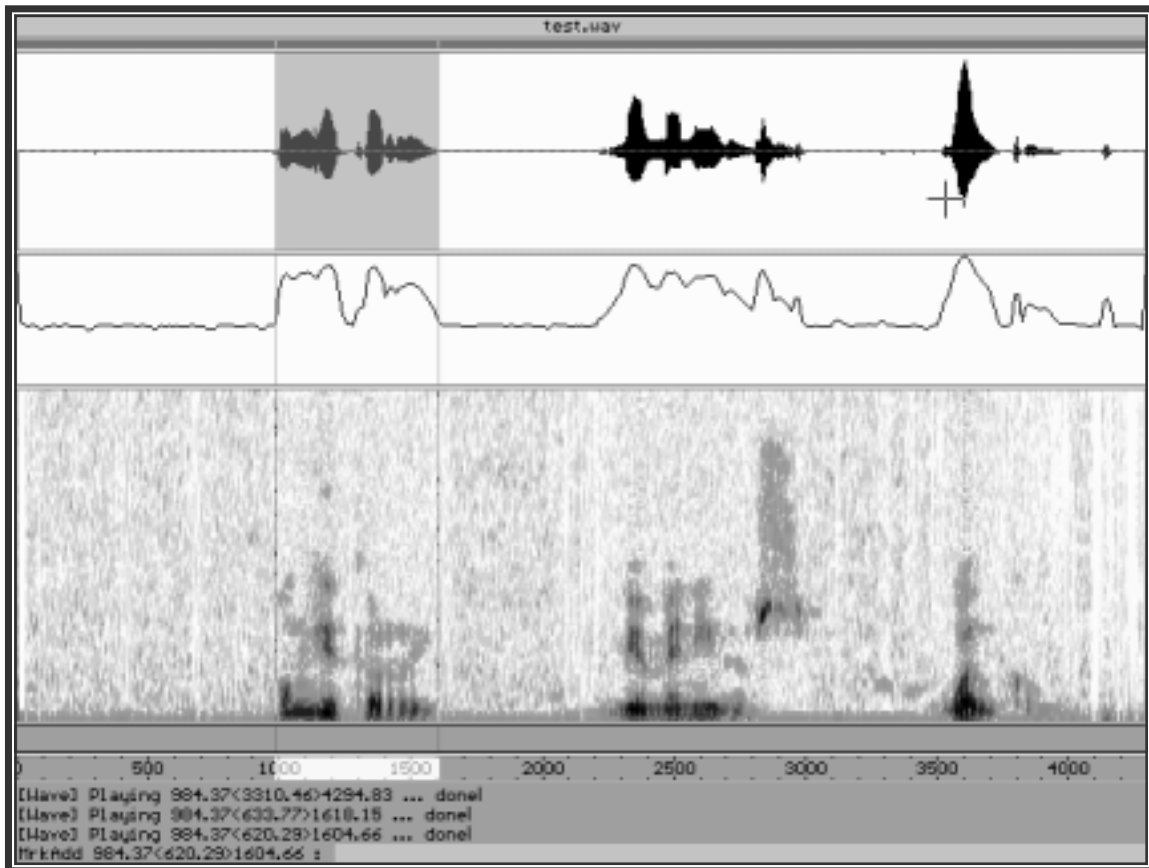 test.wav
0 500 1000 1500 2000 2500 3000 3500 4000
[Wave] Playing 984.37<3310.46>4294.83 ... done!
[Wave] Playing 984.37<633.77>1618.15 ... done!
[Wave] Playing 984.37<620.29>1604.66 ... done!
MrkAdd 984.37<620.29>1604.66 :